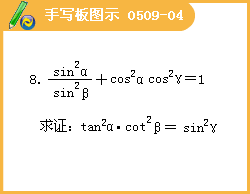 手写板图示 0509-04
8. sin²α/sin²β＋cos²α cos²γ＝1
求证：tan²α·cot²β＝ sin²γ